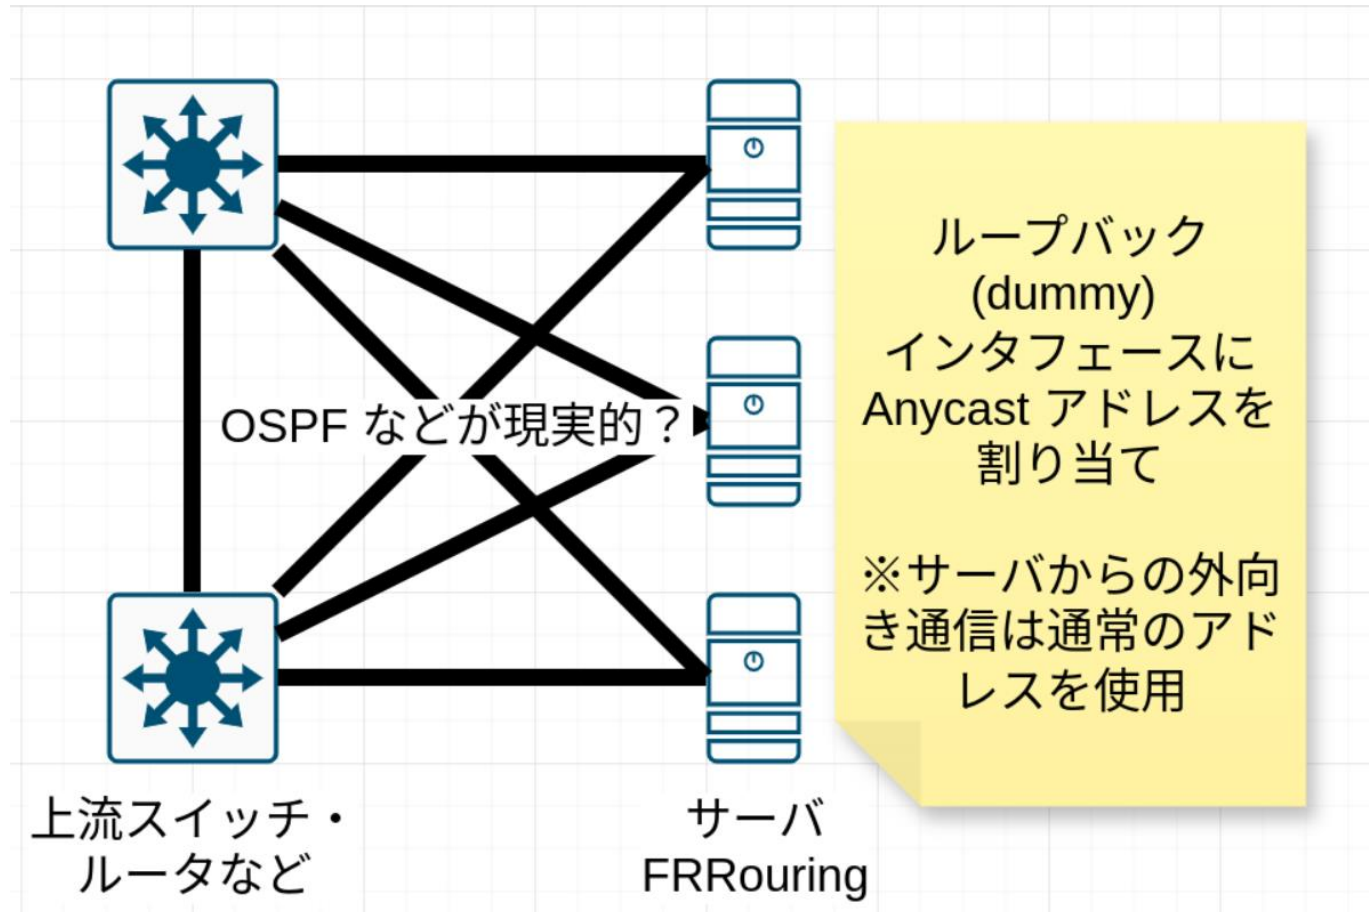 OSPF などが現実的？
ループバック
(dummy)
インタフェースに
Anycast アドレスを
割り当て
※サーバからの外向
き通信は通常のアド
レスを使用
上流スイッチ・
ルータなど
サーバ
FRRouring